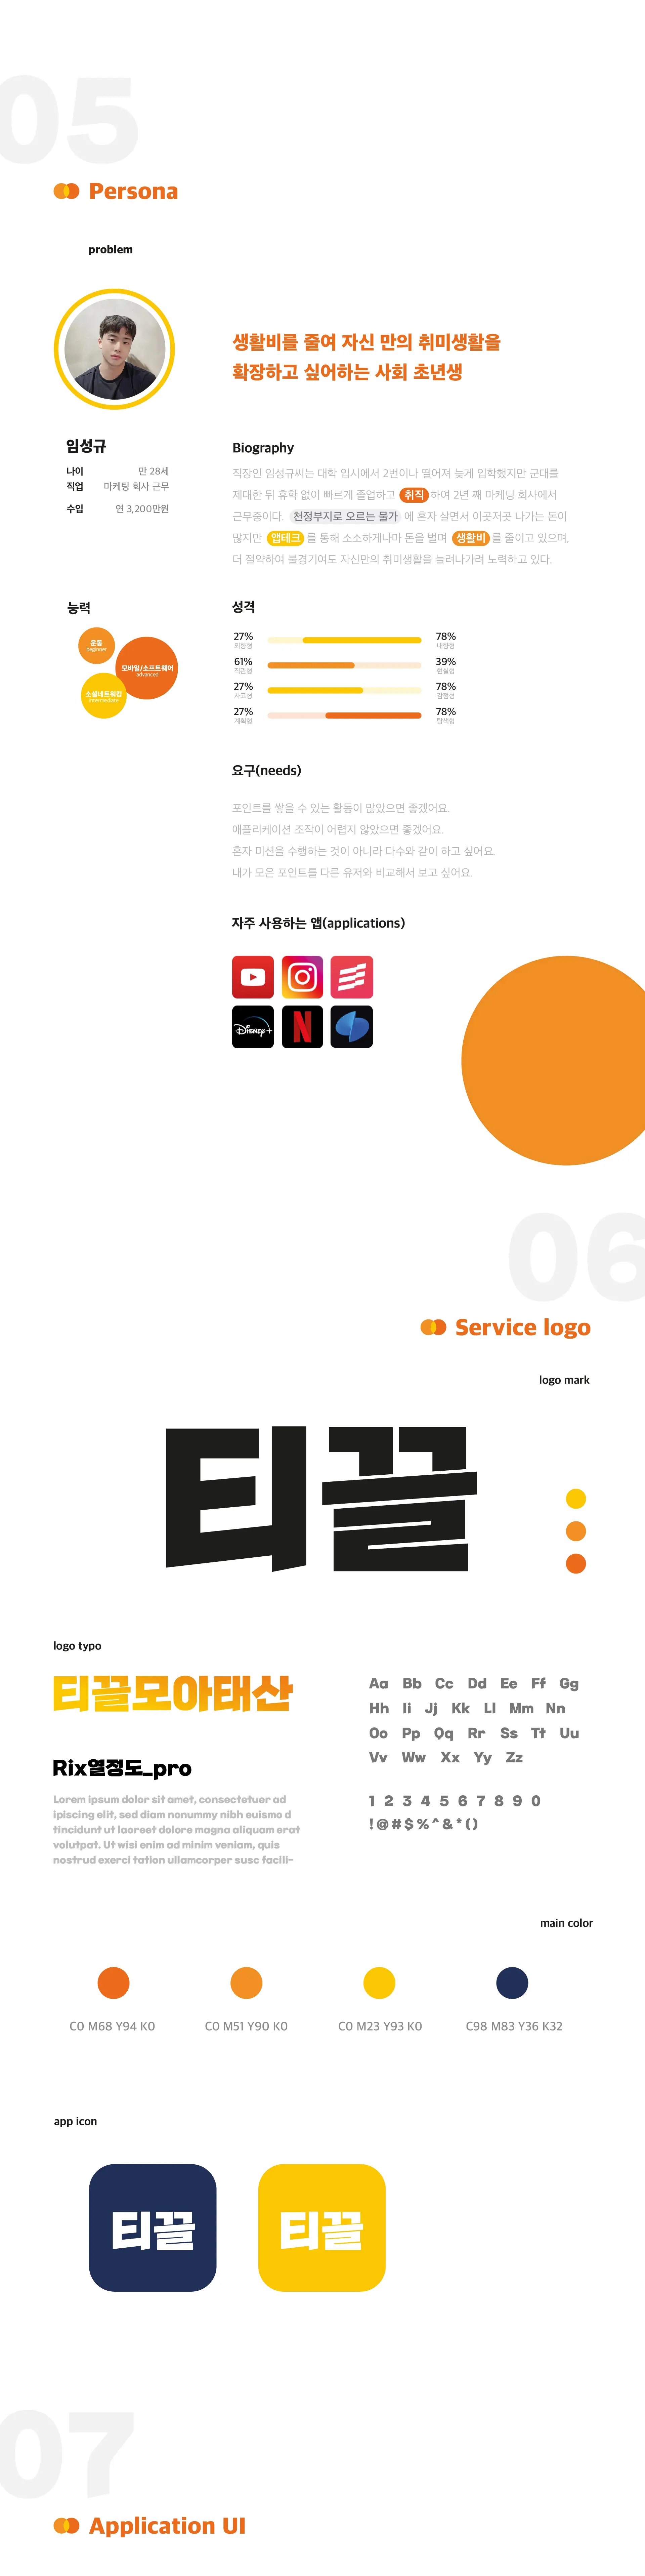 05
Persona
problem
생활비를 줄여 자신 만의 취미생활을
확장하고 싶어하는 사회 초년생
임성규
나이 만 28세
직업 마케팅 회사 근무
수입 연 3,200만원
Biography
직장인 임성규씨는 대학 입시에서 2번이나 떨어져 늦게 입학했지만 군대를
제대한 뒤 휴학 없이 빠르게 졸업하고 취직 하여 2년 째 마케팅 회사에서
근무중이다. 천정부지로 오르는 물가 에 혼자 살면서 이곳저곳 나가는 돈이
많지만 앱테크 를 통해 소소하게나마 돈을 벌며 생활비 를 줄이고 있으며,
더 절약하여 불경기여도 자신만의 취미생활을 늘려나가려 노력하고 있다.
능력
운동
beginner
모바일/소프트웨어
advanced
소셜네트워킹
intermediate
성격
27% 78%
외향형 내향형
61% 39%
직관형 현실형
27% 78%
사고형 감정형
27% 78%
계획형 탐색형
요구(needs)
포인트를 쌓을 수 있는 활동이 많았으면 좋겠어요.
애플리케이션 조작이 어렵지 않았으면 좋겠어요.
혼자 미션을 수행하는 것이 아니라 다수와 같이 하고 싶어요.
내가 모은 포인트를 다른 유저와 비교해서 보고 싶어요.
자주 사용하는 앱(applications)
Disney+
N
06
Service logo
logo mark
티끌
logo typo
티끌모아태산
Rix열정도_pro
Lorem ipsum dolor sit amet, consectetuer ad
ipiscing elit, sed diam nonummy nibh euismo d
tincidunt ut laoreet dolore magna aliquam erat
volutpat. Ut wisi enim ad minim veniam, quis
nostrud exerci tation ullamcorper susc facili-
Aa Bb Cc Dd Ee Ff Gg
Hh Ii Jj Kk Ll Mm Nn
Oo Pp Qq Rr Ss Tt Uu
Vv Ww Xx Yy Zz
1 2 3 4 5 6 7 8 9 0
!@#$%^&*()
main color
C0 M68 Y94 K0
C0 M51 Y90 K0
C0 M23 Y93 K0
C98 M83 Y36 K32
app icon
티끌
티끌
07
Application UI